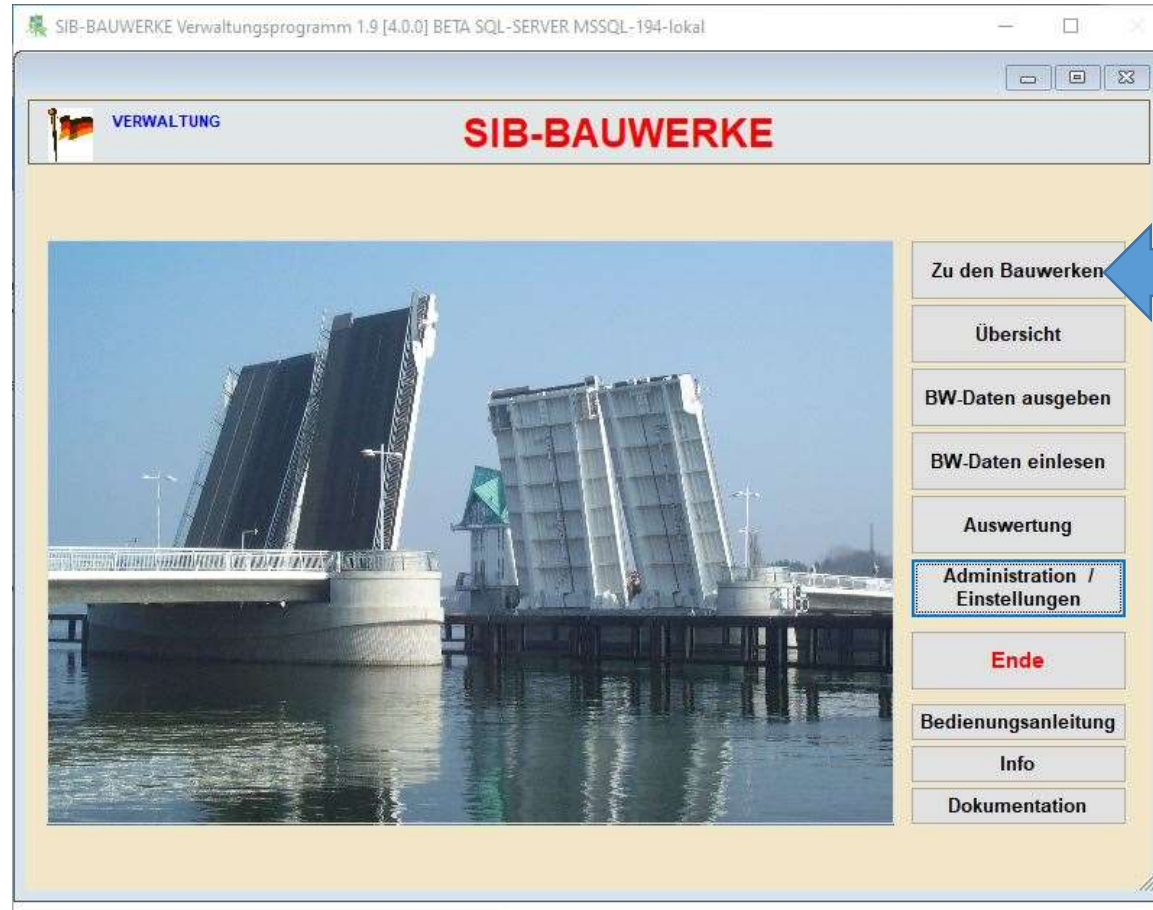 SIB-BAUWERKE Verwaltungsprogramm 1.9 [4.0.0] BETA SQL-SERVER MSSQL-194-lokal
VERWALTUNG
SIB-BAUWERKE
Zu den Bauwerken
Übersicht
BW-Daten ausgeben
BW-Daten einlesen
Auswertung
Administration /
Einstellungen
Ende
Bedienungsanleitung
Info
Dokumentation